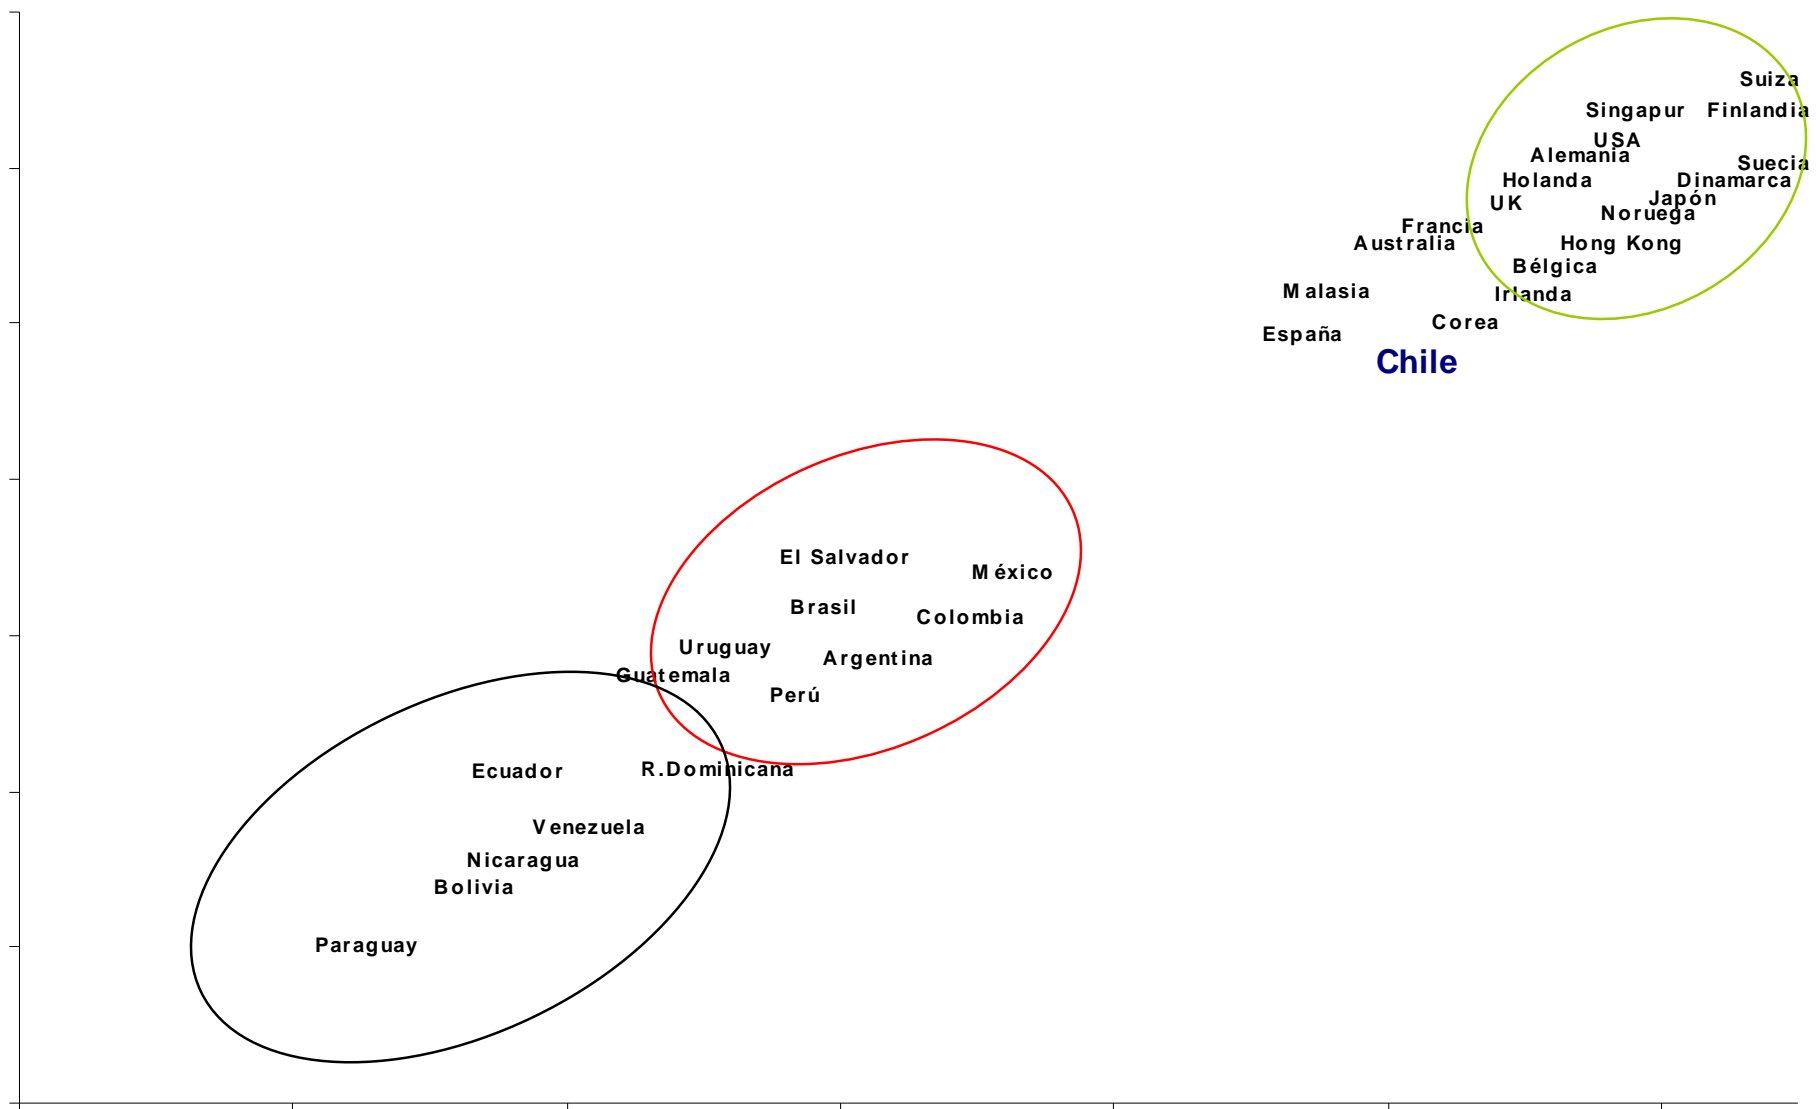 Suiza
Singapur
Finlandia
USA
Alemania
Suecia
Holanda
Dinamarca
Japón
UK
Noruega
Francia
Australia
Hong Kong
Bélgica
Malasia
Irlanda
Corea
España
Chile
El Salvador
México
Brasil
Colombia
Uruguay
Argentina
Guatemala
Perú
Ecuador
R.Dominicana
Venezuela
Nicaragua
Bolivia
Paraguay